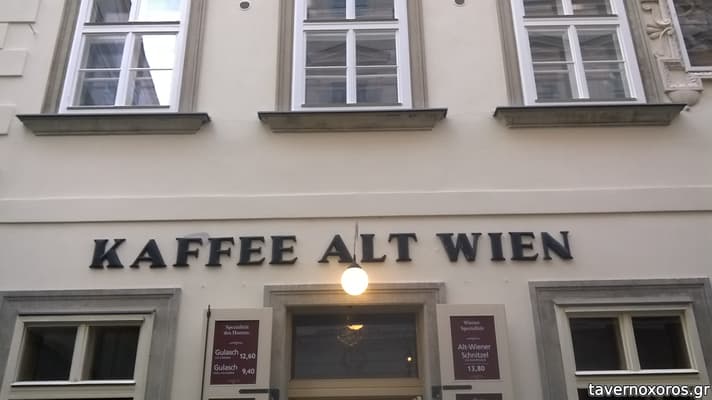 KAFFEE ALT WIEN
Spezialität
des Hauses
Gulasch 12,60
Gulasch 9,40
Wiener
Spezialität
Alt-Wiener
Schnitzel
13,80
tavernoxoros.gr